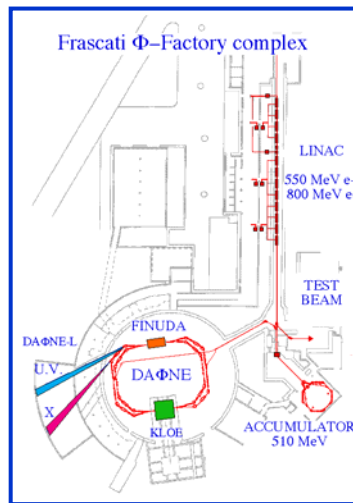 Frascati Φ-Factory complex
LINAC
550 MeV e-
800 MeV e-
TEST
BEAM
FINUDA
DAΦNE-L
U.V.
DAΦNE
X
KLOE
ACCUMULATOR
510 MeV